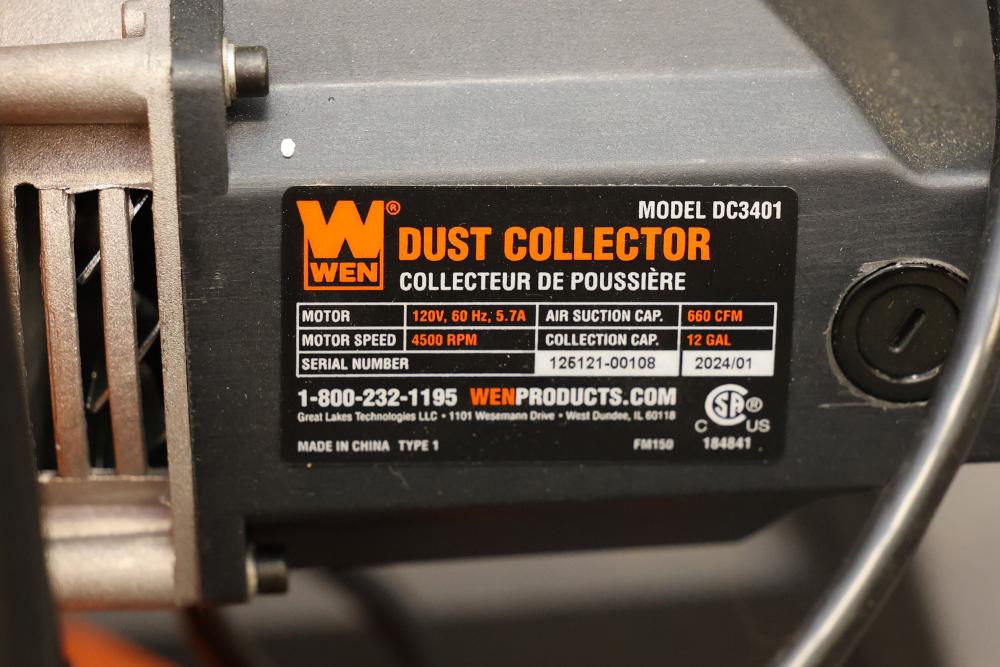 MODEL DC3401
W®
WEN
DUST COLLECTOR
COLLECTEUR DE POUSSIÈRE
MOTOR 120V, 60 Hz, 5.7A AIR SUCTION CAP. 660 CFM
MOTOR SPEED 4500 RPM COLLECTION CAP. 12 GAL
SERIAL NUMBER 125121-00108 2024/01
1-800-232-1195 WENPRODUCTS.COM
Great Lakes Technologies LLC • 1101 Wesemann Drive • West Dundee, IL 60118
MADE IN CHINA TYPE 1 FM150
SA®
C US
184841